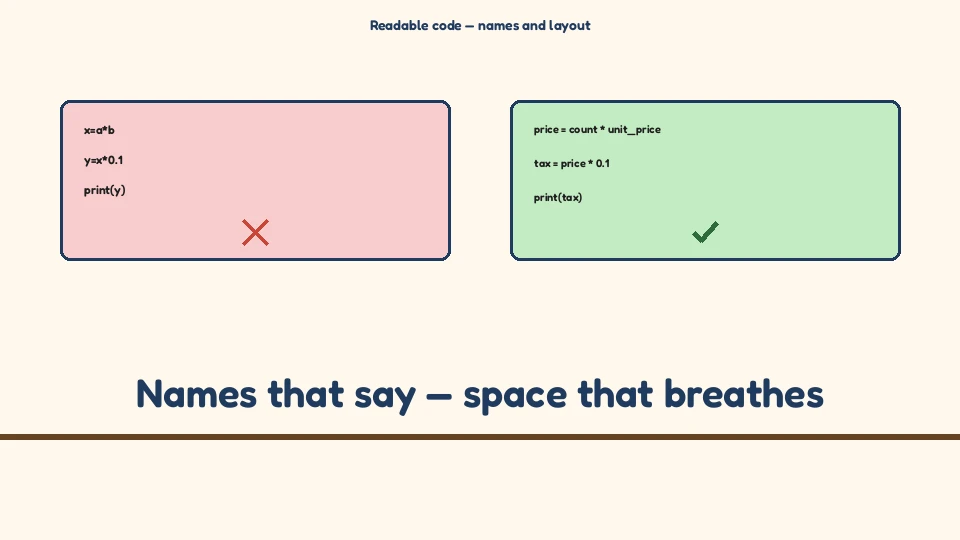 Readable code — names and layout
x=a*b
y=x*0.1
print(y)
price = count * unit_price
tax = price * 0.1
print(tax)
Names that say — space that breathes